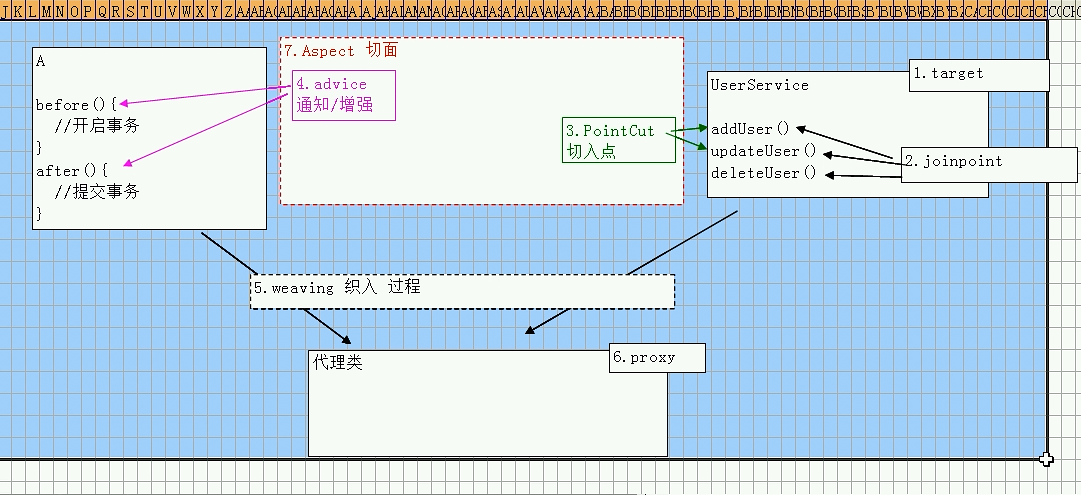 A
before(){
//开启事务
}
after(){
//提交事务
}
7.Aspect 切面
4.advice
通知/增强
3.PointCut
切入点
1.target
UserService
addUser()
updateUser()
deleteUser()
2.joinpoint
5.weaving 织入 过程
代理类
6.proxy